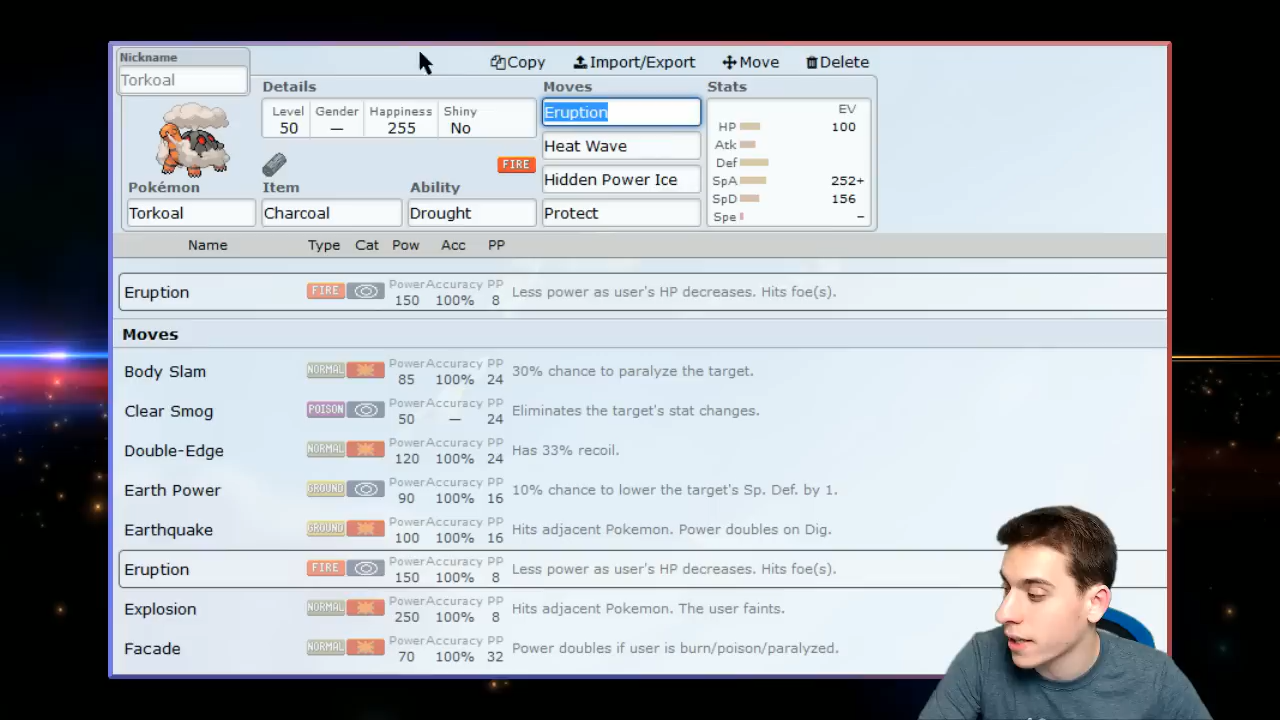 Nickname
Torkoal
Copy Import/Export Move Delete
Details Moves Stats
Level Gender Happiness Shiny
50 — 255 No
FIRE
Pokémon Item Ability
Torkoal Charcoal Drought
Eruption
Heat Wave
Hidden Power Ice
Protect
EV
HP 100
Atk
Def
SpA 252+
SpD 156
Spe –
Name Type Cat Pow Acc PP
Eruption FIRE Power 150 Accuracy 100% PP 8 Less power as user's HP decreases. Hits foe(s).
Moves
Body Slam NORMAL Power 85 Accuracy 100% PP 24 30% chance to paralyze the target.
Clear Smog POISON Power 50 Accuracy — PP 24 Eliminates the target's stat changes.
Double-Edge NORMAL Power 120 Accuracy 100% PP 24 Has 33% recoil.
Earth Power GROUND Power 90 Accuracy 100% PP 16 10% chance to lower the target's Sp. Def. by 1.
Earthquake GROUND Power 100 Accuracy 100% PP 16 Hits adjacent Pokemon. Power doubles on Dig.
Eruption FIRE Power 150 Accuracy 100% PP 8 Less power as user's HP decreases. Hits foe(s).
Explosion NORMAL Power 250 Accuracy 100% PP 8 Hits adjacent Pokemon. The user faints.
Facade NORMAL Power 70 Accuracy 100% PP 32 Power doubles if user is burn/poison/paralyzed.